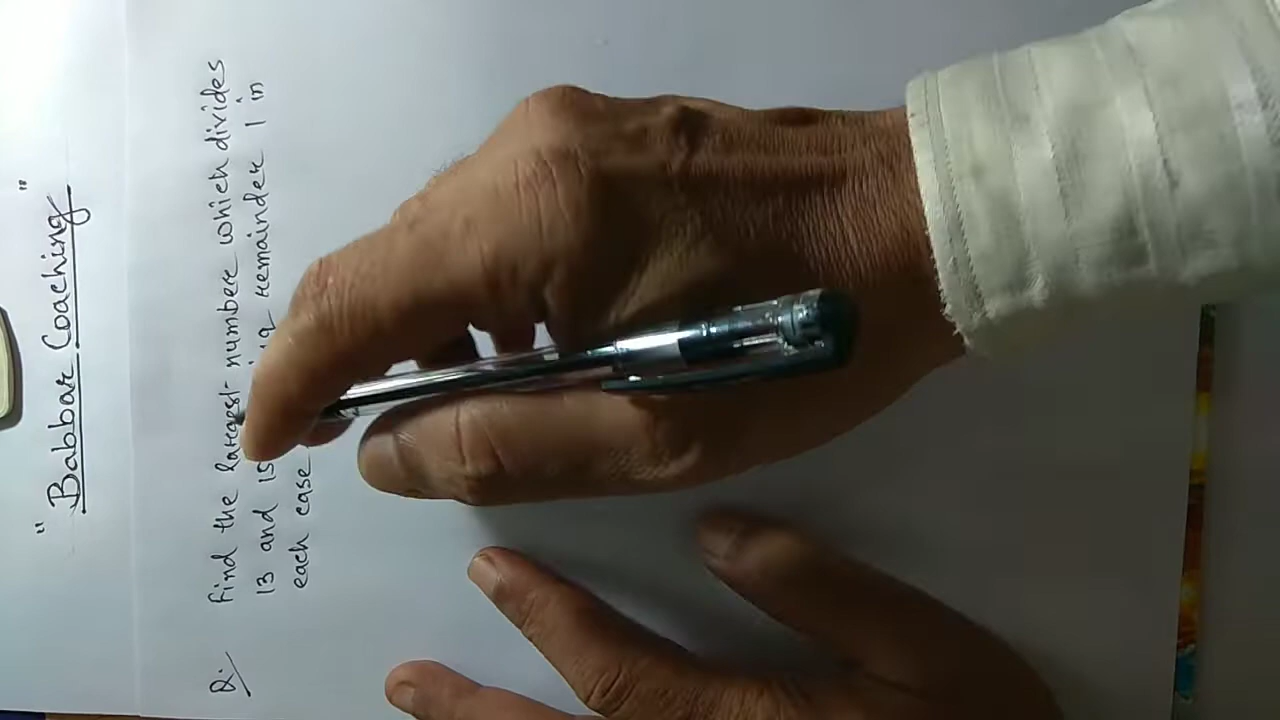 " Babbar Coaching "
Q. find the largest number which divides
13 and 15 remainder 1 in
each case